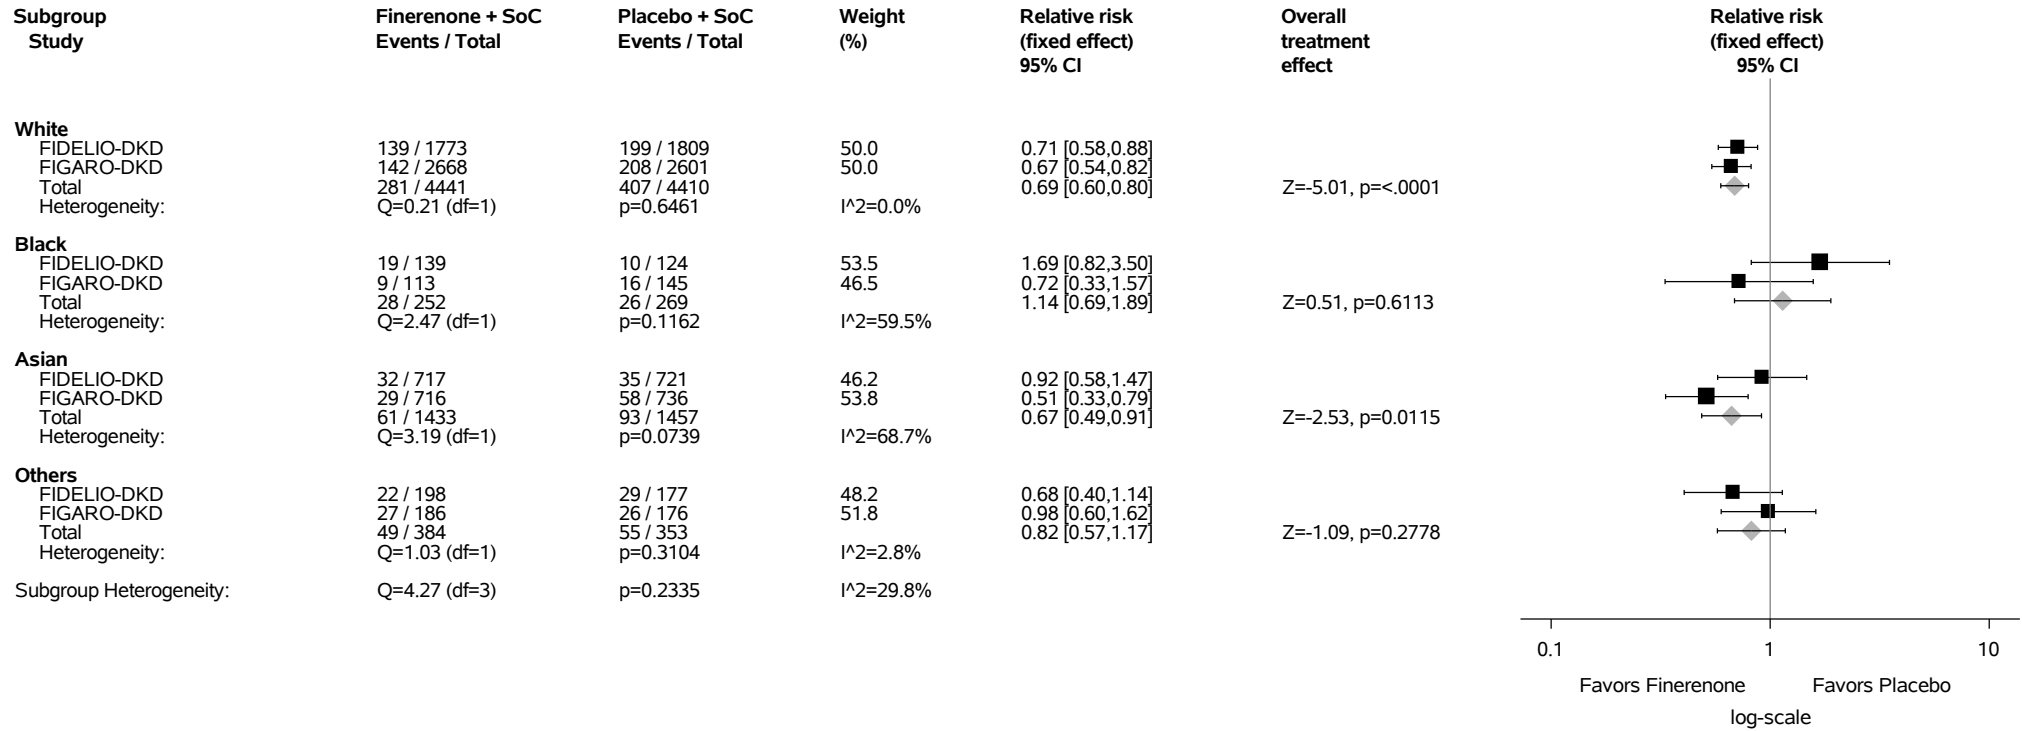 Subgroup Finerenone + SoC Placebo + SoC Weight Relative risk Overall Relative risk
Study Events / Total Events / Total (%) (fixed effect) treatment (fixed effect)
95% CI effect 95% CI
White
FIDELIO-DKD 139 / 1773 199 / 1809 50.0 0.71 [0.58,0.88]
FIGARO-DKD 142 / 2668 208 / 2601 50.0 0.67 [0.54,0.82]
Total 281 / 4441 407 / 4410 0.69 [0.60,0.80] Z=-5.01, p=<.0001
Heterogeneity: Q=0.21 (df=1) p=0.6461 I^2=0.0%
Black
FIDELIO-DKD 19 / 139 10 / 124 53.5 1.69 [0.82,3.50]
FIGARO-DKD 9 / 113 16 / 145 46.5 0.72 [0.33,1.57]
Total 28 / 252 26 / 269 1.14 [0.69,1.89] Z=0.51, p=0.6113
Heterogeneity: Q=2.47 (df=1) p=0.1162 I^2=59.5%
Asian
FIDELIO-DKD 32 / 717 35 / 721 46.2 0.92 [0.58,1.47]
FIGARO-DKD 29 / 716 58 / 736 53.8 0.51 [0.33,0.79]
Total 61 / 1433 93 / 1457 0.67 [0.49,0.91] Z=-2.53, p=0.0115
Heterogeneity: Q=3.19 (df=1) p=0.0739 I^2=68.7%
Others
FIDELIO-DKD 22 / 198 29 / 177 48.2 0.68 [0.40,1.14]
FIGARO-DKD 27 / 186 26 / 176 51.8 0.98 [0.60,1.62]
Total 49 / 384 55 / 353 0.82 [0.57,1.17] Z=-1.09, p=0.2778
Heterogeneity: Q=1.03 (df=1) p=0.3104 I^2=2.8%
Subgroup Heterogeneity: Q=4.27 (df=3) p=0.2335 I^2=29.8%
0.1 1 10
Favors Finerenone Favors Placebo
log-scale